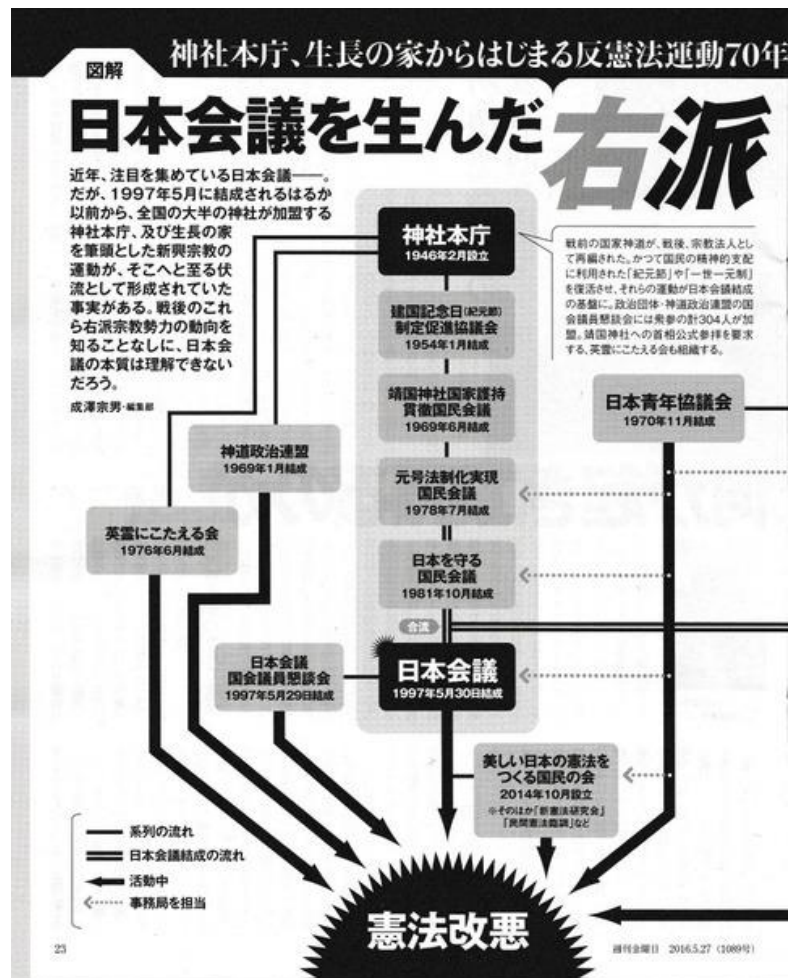 神社本庁、生長の家からはじまる反憲法運動70年
図解
日本会議を生んだ右派
近年、注目を集めている日本会議――。
だが、1997年5月に結成されるはるか
以前から、全国の大半の神社が加盟する
神社本庁、及び生長の家
を筆頭とした新興宗教の
運動が、そこへと至る伏
流として形成されていた
事実がある。戦後のこれ
ら右派宗教勢力の動向を
知ることなしに、日本会
議の本質は理解できない
だろう。
成澤宗男・編集部
神社本庁
1946年2月設立
戦前の国家神道が、戦後、宗教法人とし
て再編された。かつて国民の精神的支配
に利用された「紀元節」や「一世一元制」
を復活させ、それらの運動が日本会議結成
の基盤に。政治団体・神道政治連盟の国
会議員懇談会には衆参の計304人が加
盟。靖国神社への首相公式参拝を要求
する、英霊にこたえる会も組織する。
建国記念日(紀元節)
制定促進協議会
1954年1月結成
靖国神社国家護持
貫徹国民会議
1969年6月結成
日本青年協議会
1970年11月結成
神道政治連盟
1969年1月結成
元号法制化実現
国民会議
1978年7月結成
英霊にこたえる会
1976年6月結成
日本を守る
国民会議
1981年10月結成
合流
日本会議
国会議員懇談会
1997年5月29日結成
日本会議
1997年5月30日結成
美しい日本の憲法を
つくる国民の会
2014年10月設立
※そのほか「新憲法研究会」
「民間憲法臨調」など
系列の流れ
日本会議結成の流れ
活動中
事務局を担当
憲法改悪
23
週刊金曜日 2016.5.27 (1089号)